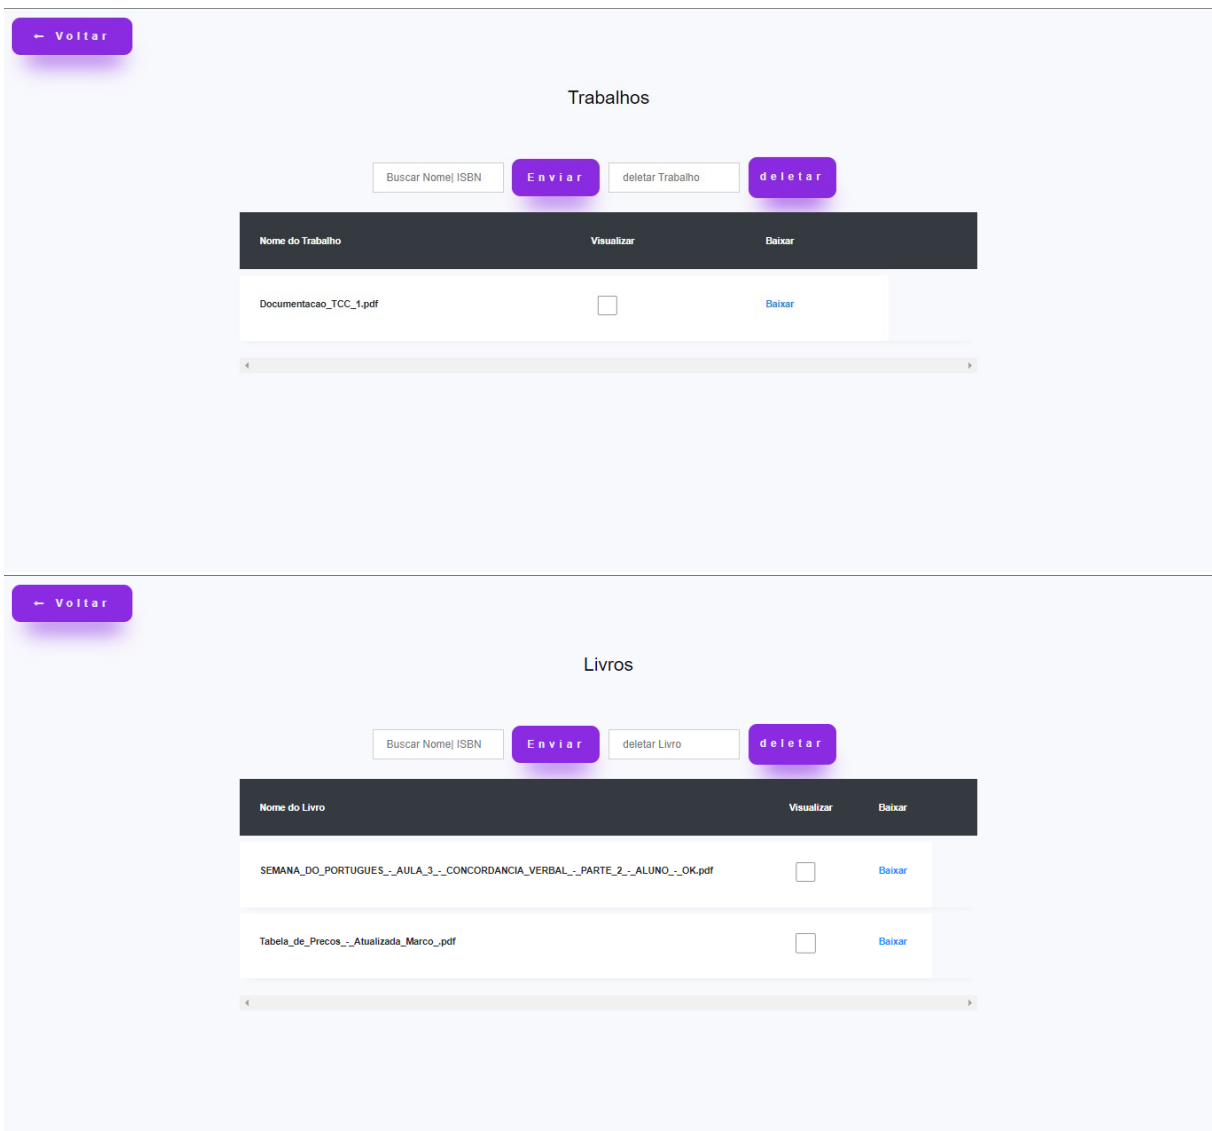 ← Voltar
Trabalhos
Buscar Nome| ISBN Enviar deletar Trabalho deletar
Nome do Trabalho Visualizar Baixar
Documentacao_TCC_1.pdf Baixar
← Voltar
Livros
Buscar Nome| ISBN Enviar deletar Livro deletar
Nome do Livro Visualizar Baixar
SEMANA_DO_PORTUGUES_-_AULA_3_-_CONCORDANCIA_VERBAL_-_PARTE_2_-_ALUNO_-_OK.pdf Baixar
Tabela_de_Precos_-_Atualizada_Marco_.pdf Baixar